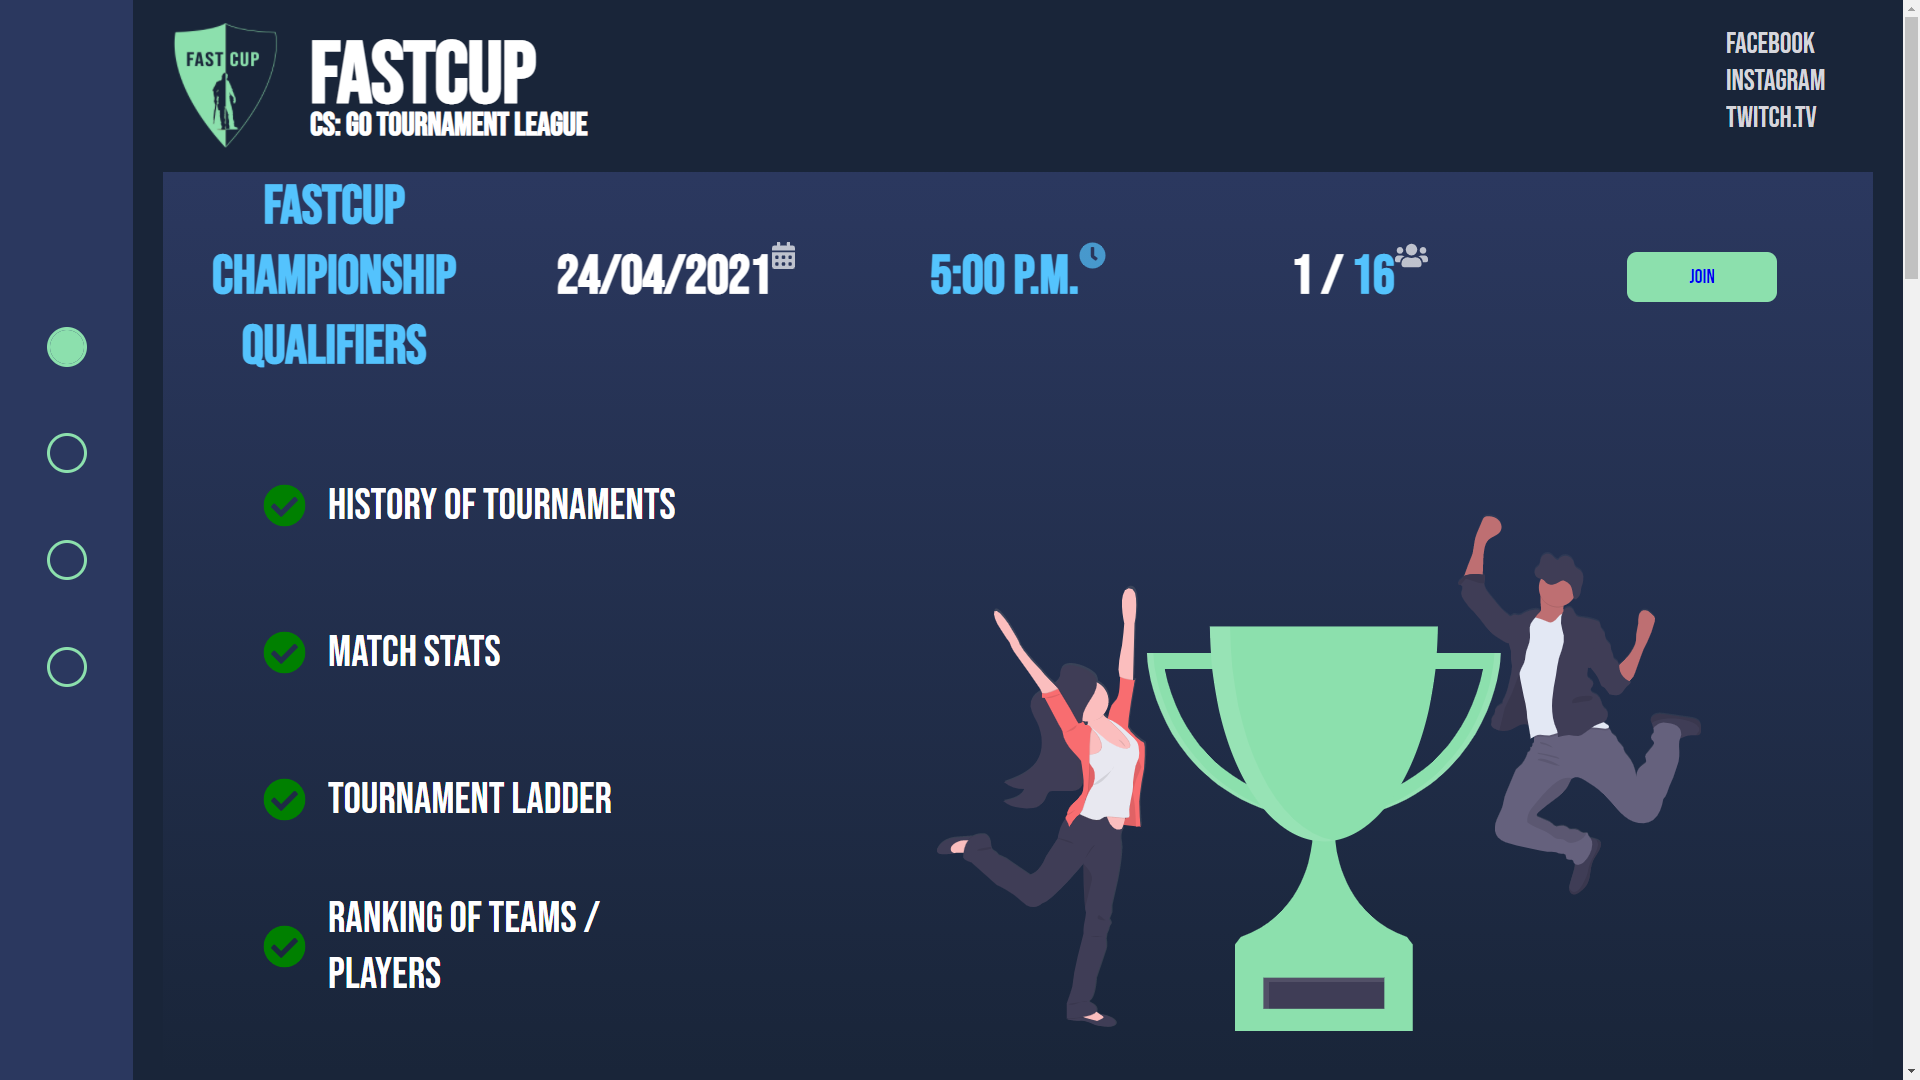 FAST CUP
FASTCUP
CS: GO TOURNAMENT LEAGUE
FACEBOOK
INSTAGRAM
TWITCH.TV
FASTCUP
CHAMPIONSHIP
QUALIFIERS
24/04/2021
5:00 P.M.
1 / 16
JOIN
HISTORY OF TOURNAMENTS
MATCH STATS
TOURNAMENT LADDER
RANKING OF TEAMS /
PLAYERS